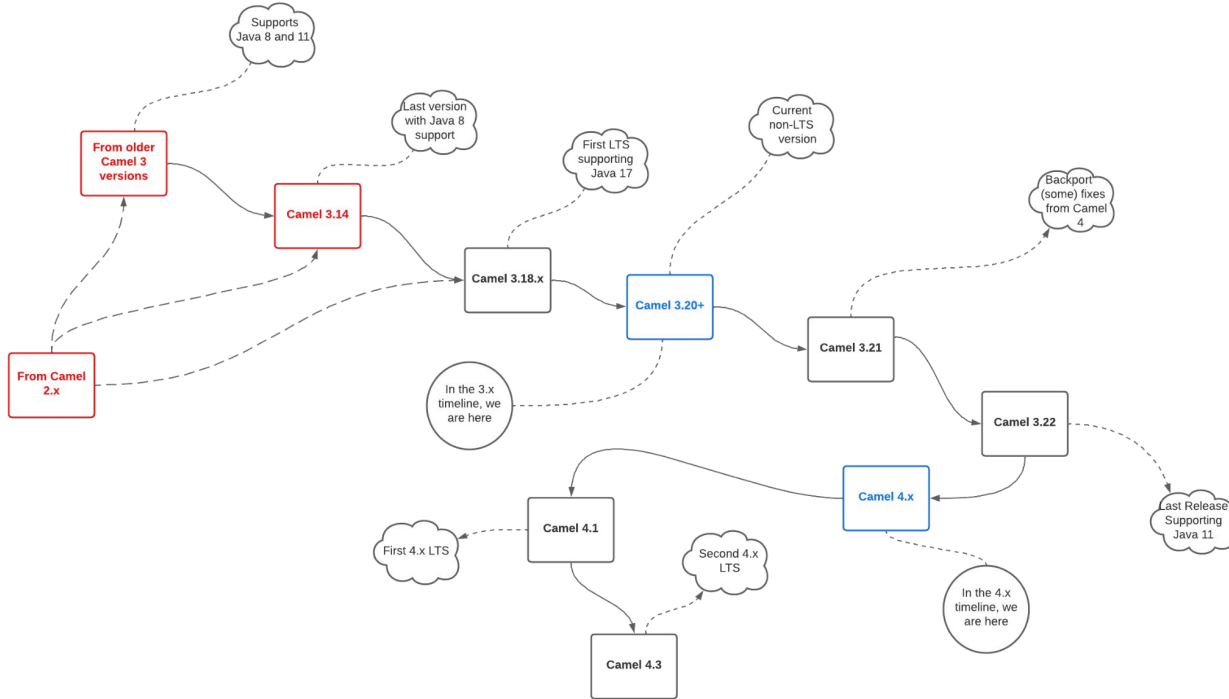 Supports
Java 8 and 11
Last version
with Java 8
support
From older
Camel 3
versions
Camel 3.14
First LTS
supporting
Java 17
Current
non-LTS
version
Backport
(some) fixes
from Camel
4
Camel 3.18.x
Camel 3.20+
Camel 3.21
From Camel
2.x
In the 3.x
timeline, we
are here
Camel 3.22
Camel 4.x
Last Release
Supporting
Java 11
Camel 4.1
First 4.x LTS
Second 4.x
LTS
In the 4.x
timeline, we
are here
Camel 4.3